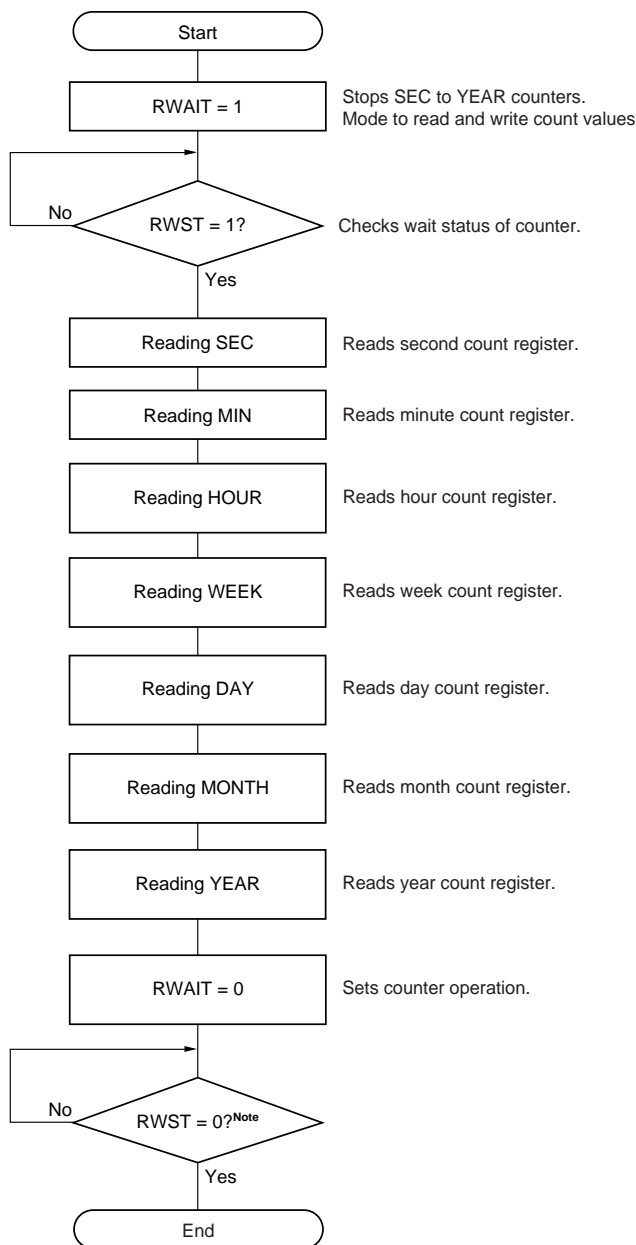 Start
RWAIT = 1
Stops SEC to YEAR counters.
Mode to read and write count values
No
RWST = 1?
Checks wait status of counter.
Yes
Reading SEC
Reads second count register.
Reading MIN
Reads minute count register.
Reading HOUR
Reads hour count register.
Reading WEEK
Reads week count register.
Reading DAY
Reads day count register.
Reading MONTH
Reads month count register.
Reading YEAR
Reads year count register.
RWAIT = 0
Sets counter operation.
No
RWST = 0?Note
Yes
End